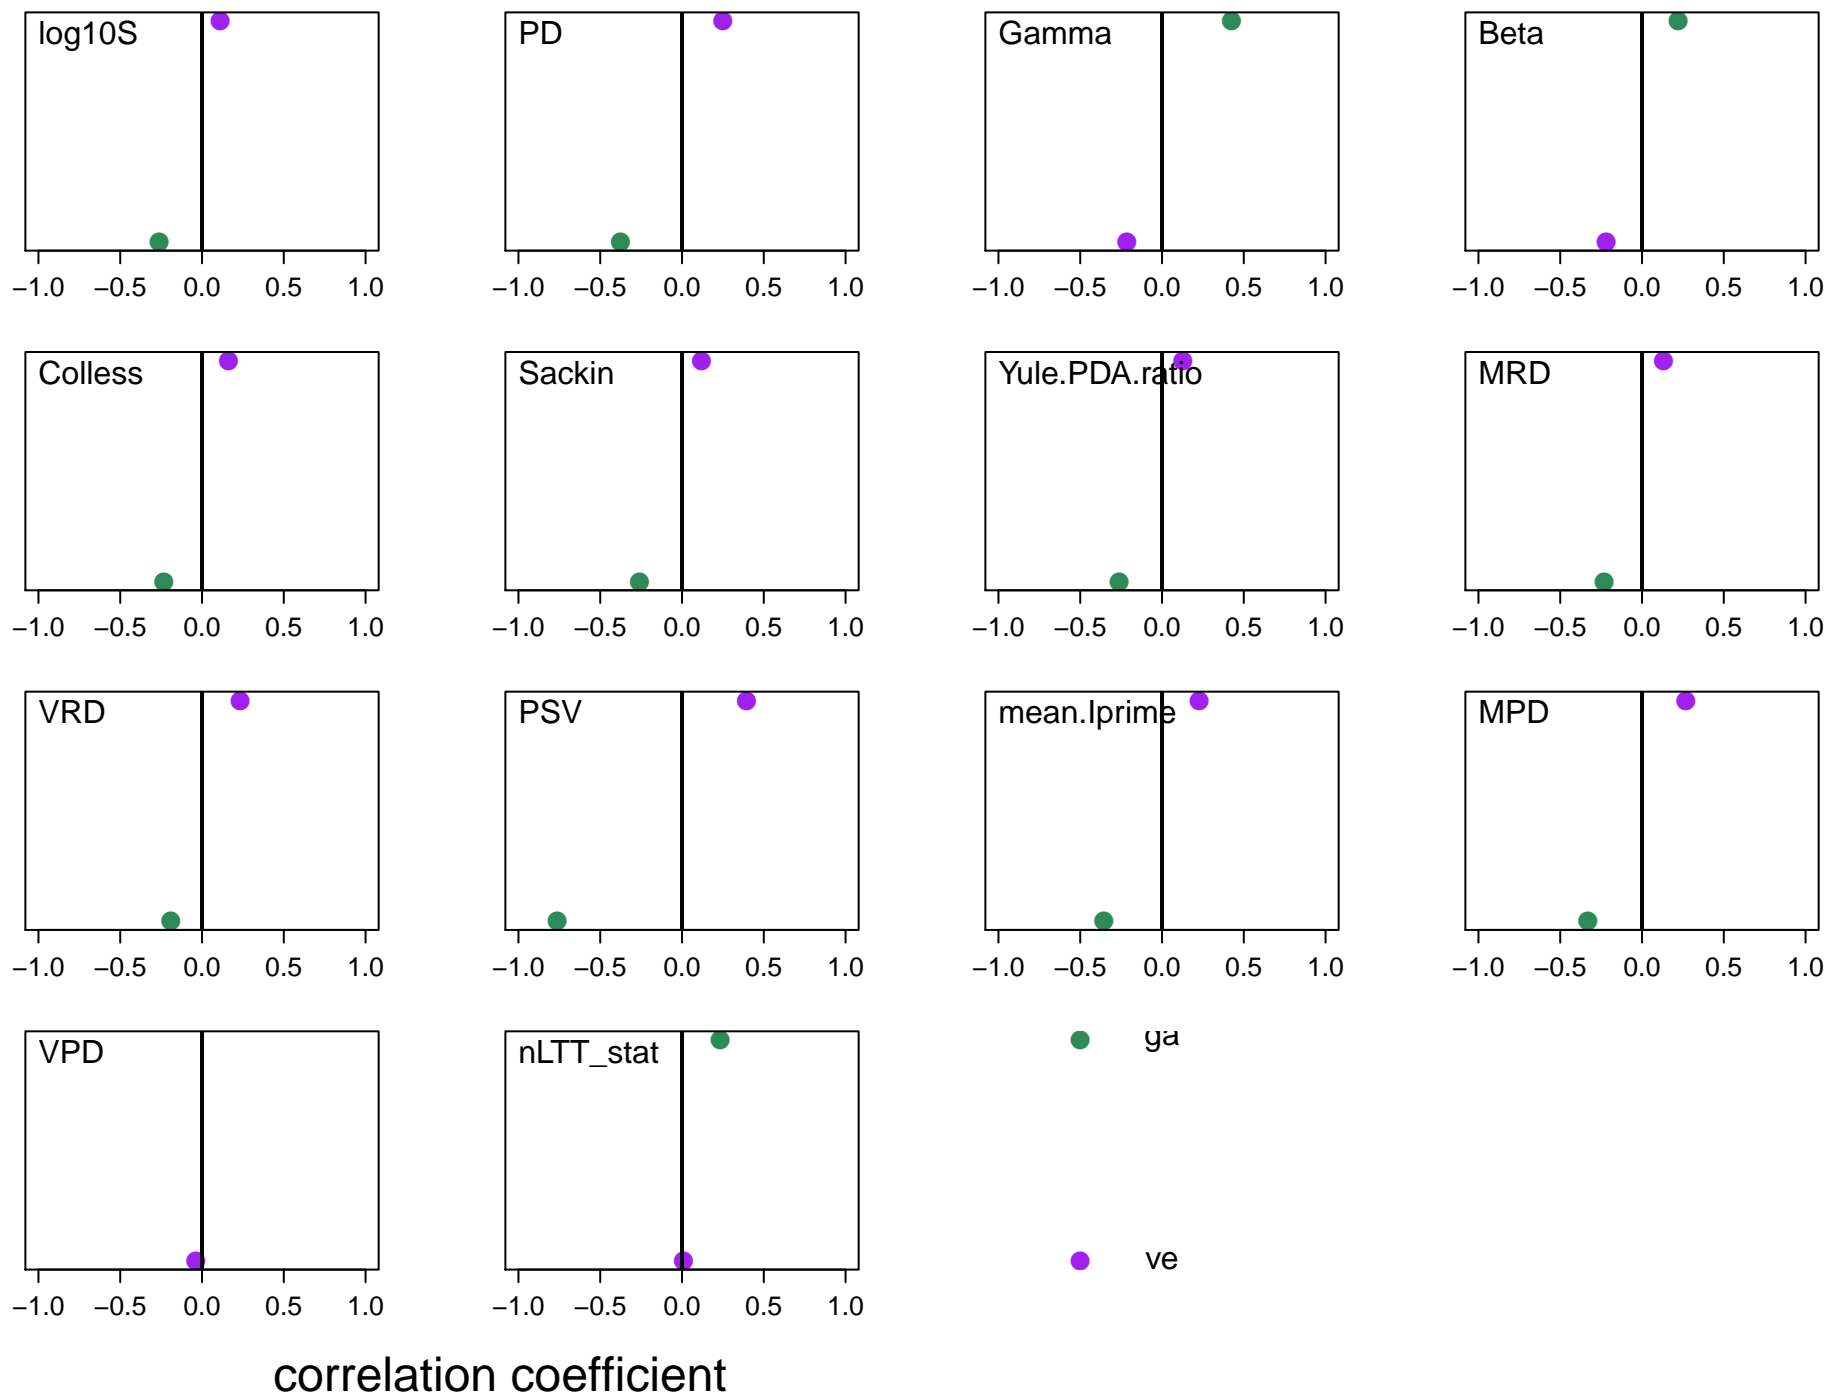 log10S PD Gamma Beta
−1.0 −0.5 0.0 0.5 1.0 −1.0 −0.5 0.0 0.5 1.0 −1.0 −0.5 0.0 0.5 1.0 −1.0 −0.5 0.0 0.5 1.0
Colless Sackin Yule.PDA.ratio MRD
−1.0 −0.5 0.0 0.5 1.0 −1.0 −0.5 0.0 0.5 1.0 −1.0 −0.5 0.0 0.5 1.0 −1.0 −0.5 0.0 0.5 1.0
VRD PSV mean.Iprime MPD
−1.0 −0.5 0.0 0.5 1.0 −1.0 −0.5 0.0 0.5 1.0 −1.0 −0.5 0.0 0.5 1.0 −1.0 −0.5 0.0 0.5 1.0
VPD nLTT_stat ga
ve
−1.0 −0.5 0.0 0.5 1.0 −1.0 −0.5 0.0 0.5 1.0
correlation coefficient